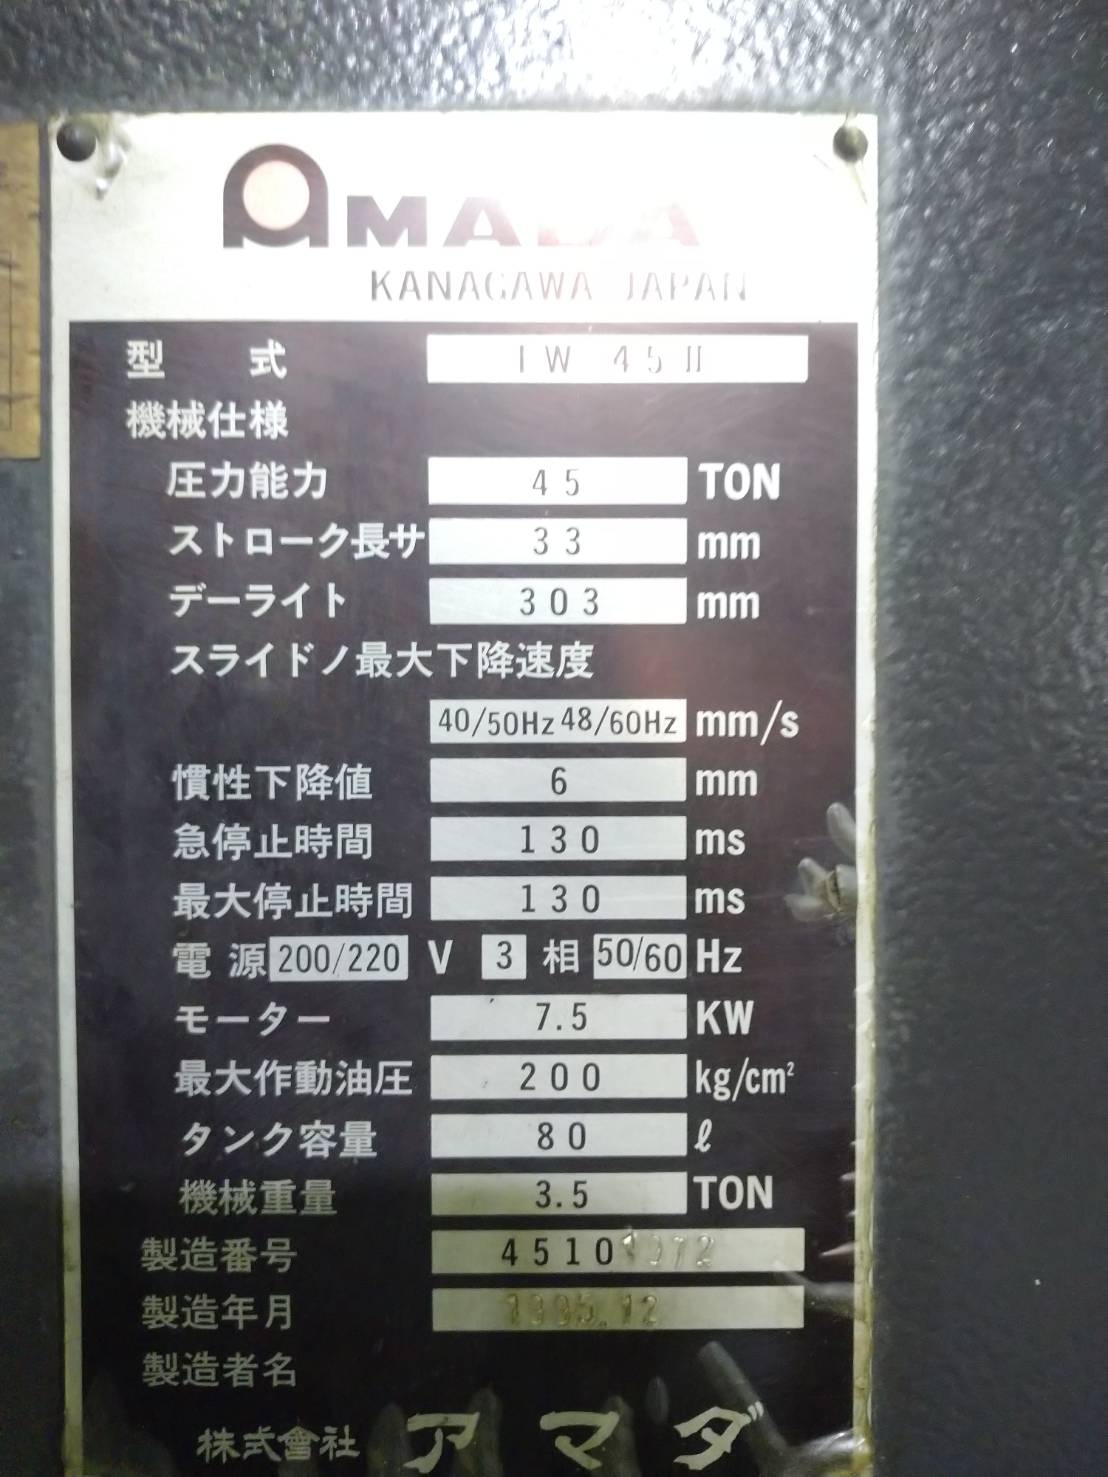 AMADA
KANAGAWA JAPAN
型 式 IW 45II
機械仕様
圧力能力 45 TON
ストローク長サ 33 mm
デーライト 303 mm
スライドノ最大下降速度
40/50Hz 48/60Hz mm/s
慣性下降値 6 mm
急停止時間 130 ms
最大停止時間 130 ms
電源 200/220 V 3 相 50/60 Hz
モーター 7.5 KW
最大作動油圧 200 kg/cm²
タンク容量 80 ℓ
機械重量 3.5 TON
製造番号 45101072
製造年月 1995.12
製造者名
株式會社 アマダ